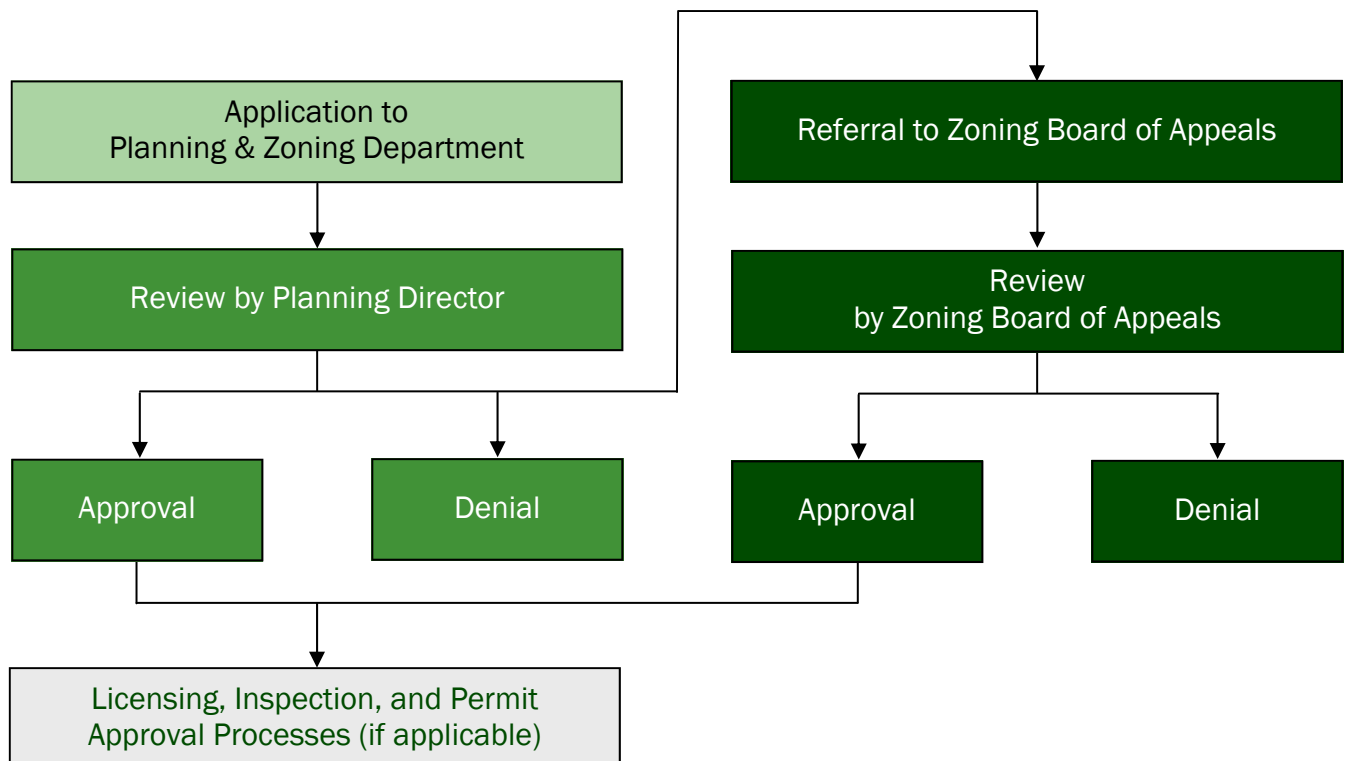 Application to
Planning & Zoning Department
Review by Planning Director
Approval
Denial
Referral to Zoning Board of Appeals
Review
by Zoning Board of Appeals
Approval
Denial
Licensing, Inspection, and Permit
Approval Processes (if applicable)